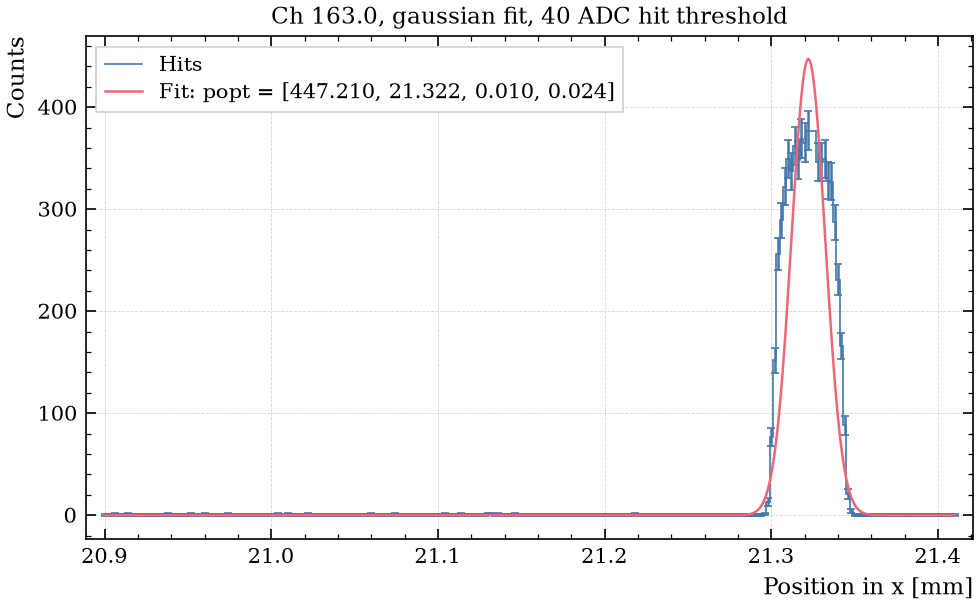 Ch 163.0, gaussian fit, 40 ADC hit threshold
Counts
Hits
Fit: popt = [447.210, 21.322, 0.010, 0.024]
400
300
200
100
0
20.9 21.0 21.1 21.2 21.3 21.4
Position in x [mm]